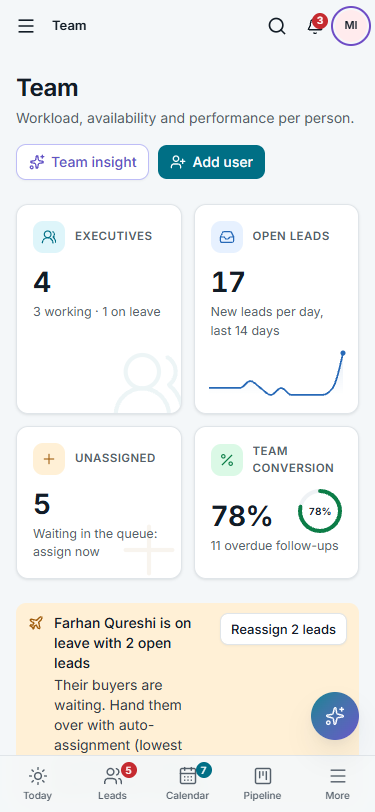 Team
3
MI
Team
Workload, availability and performance per person.
Team insight
Add user
EXECUTIVES
4
3 working · 1 on leave
OPEN LEADS
17
New leads per day,
last 14 days
UNASSIGNED
5
Waiting in the queue:
assign now
TEAM
CONVERSION
78%
78%
11 overdue follow-ups
Farhan Qureshi is on
leave with 2 open
leads
Reassign 2 leads
Their buyers are
waiting. Hand them
over with auto-
assignment (lowest
5
7
Today
Leads
Calendar
Pipeline
More